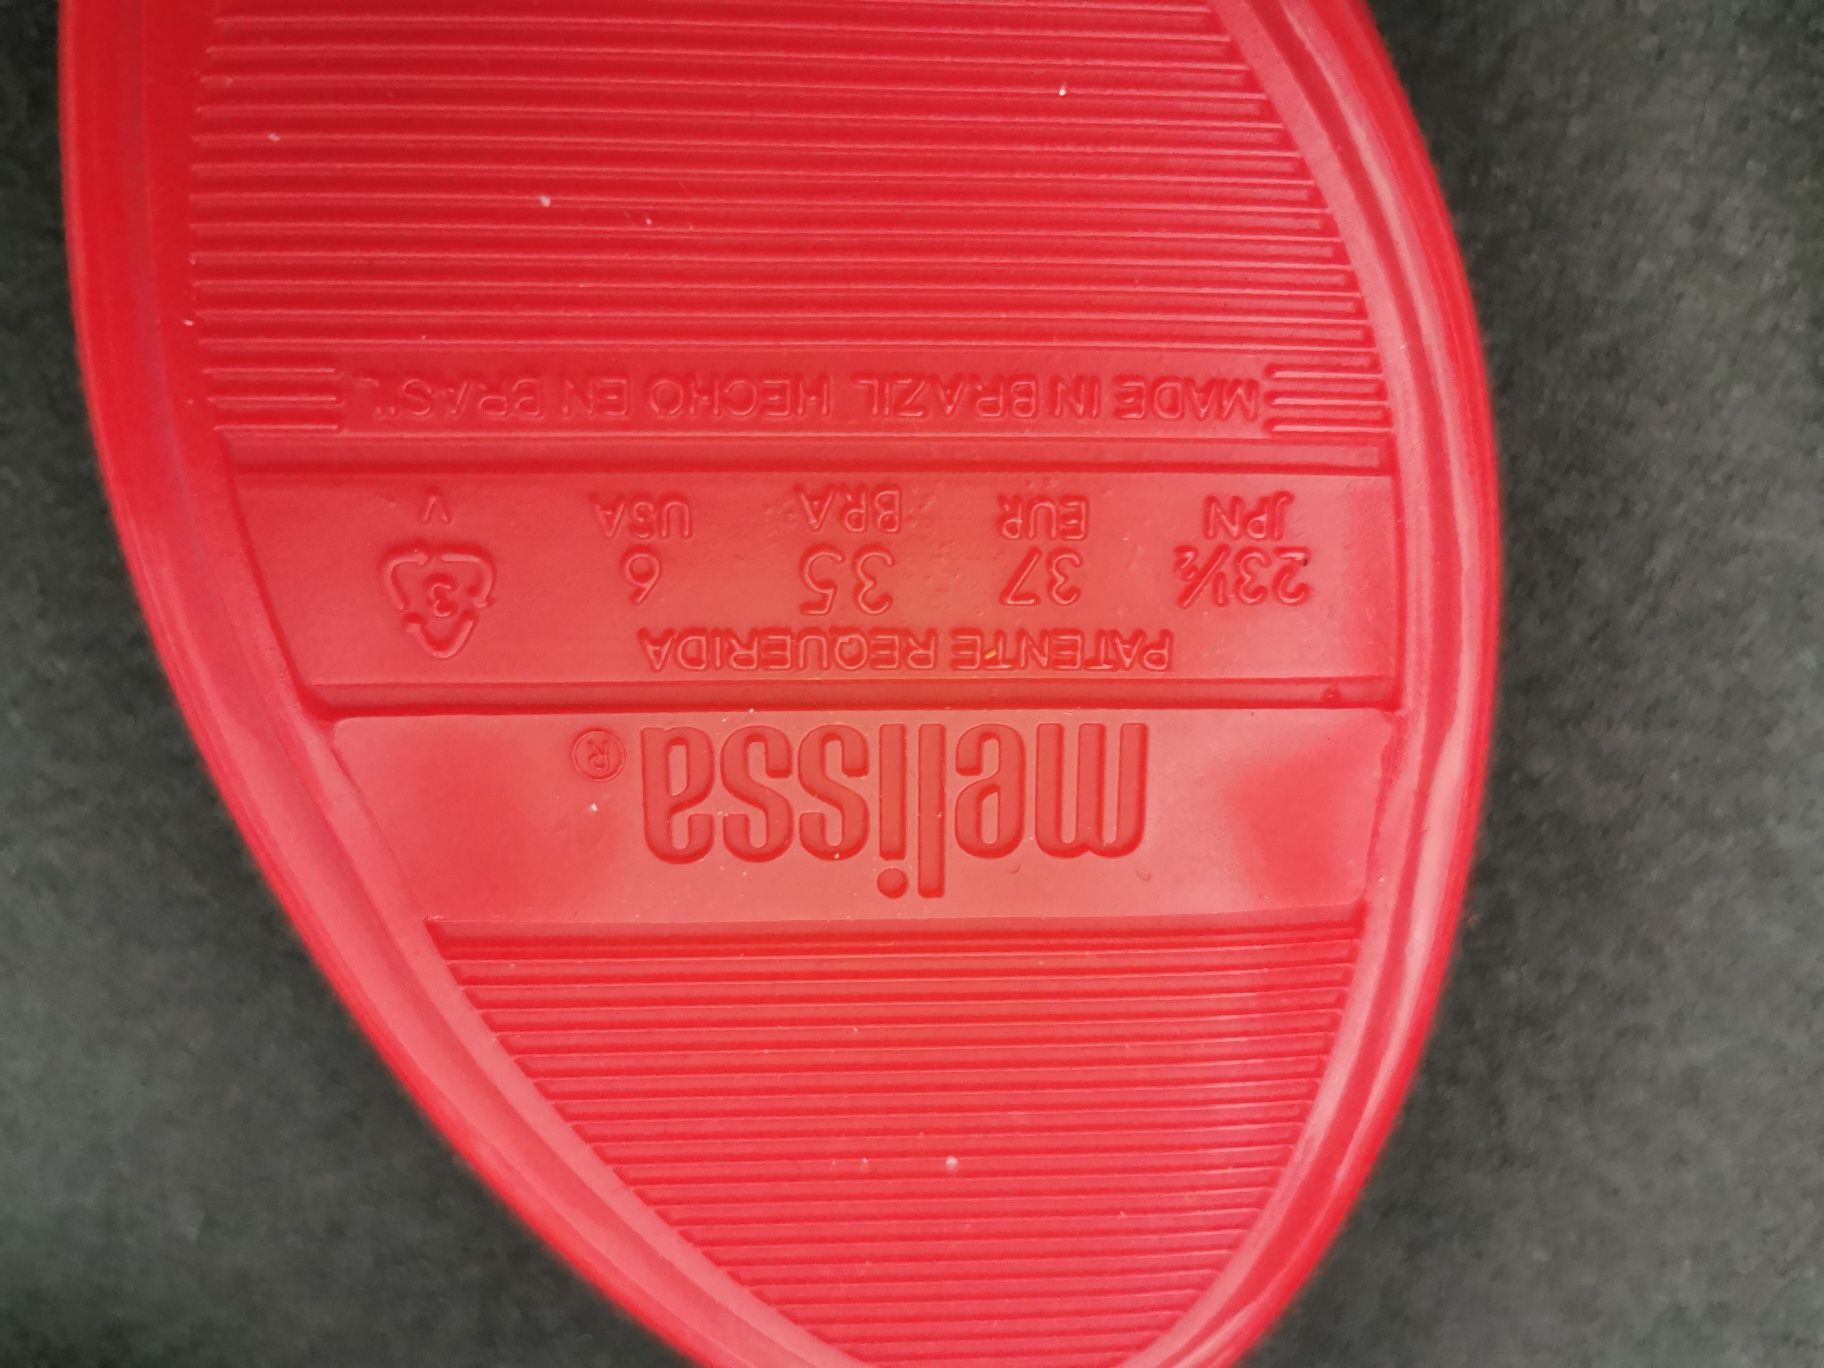 melissa®
PATENTE REQUERIDA
23½ 37 35 6 3
JPN EUR BRA USA V
MADE IN BRAZIL HECHO EN BRASIL